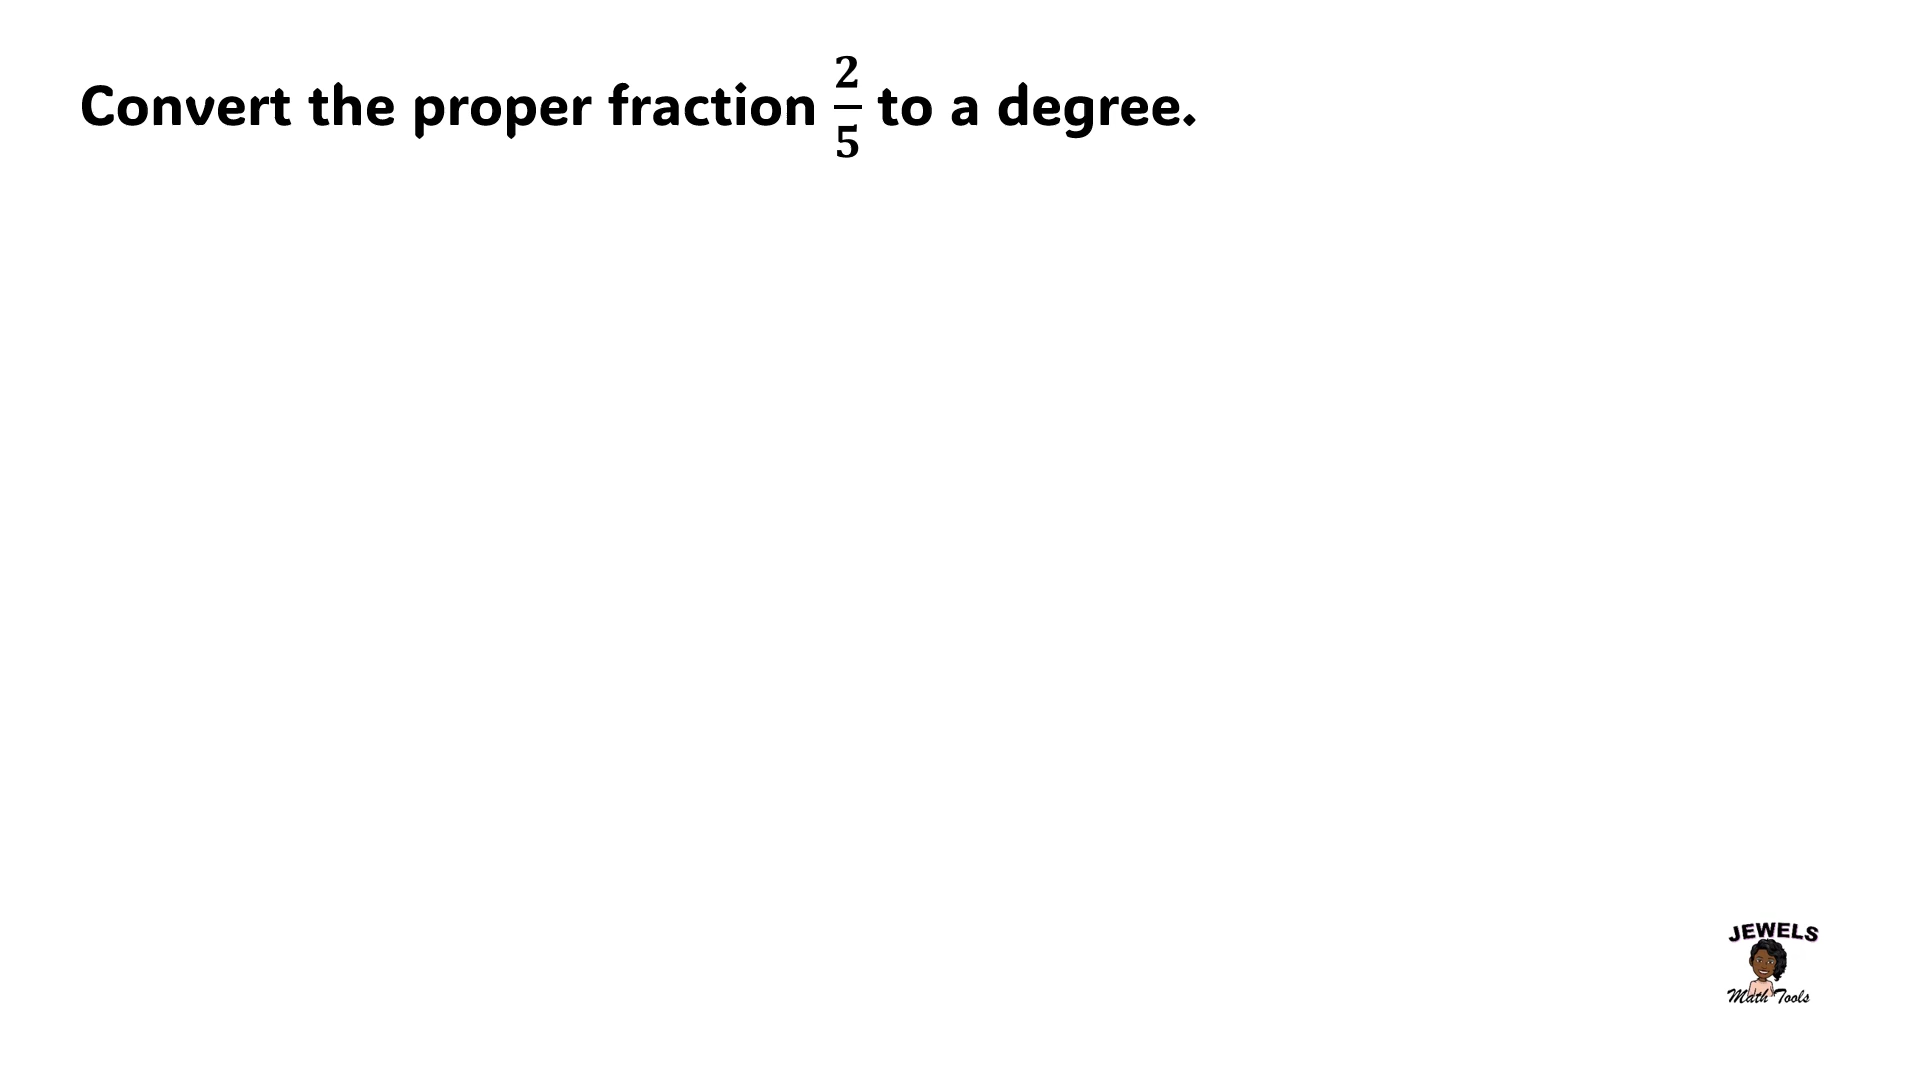 Convert the proper fraction 2/5 to a degree.
JEWELS
Math Tools